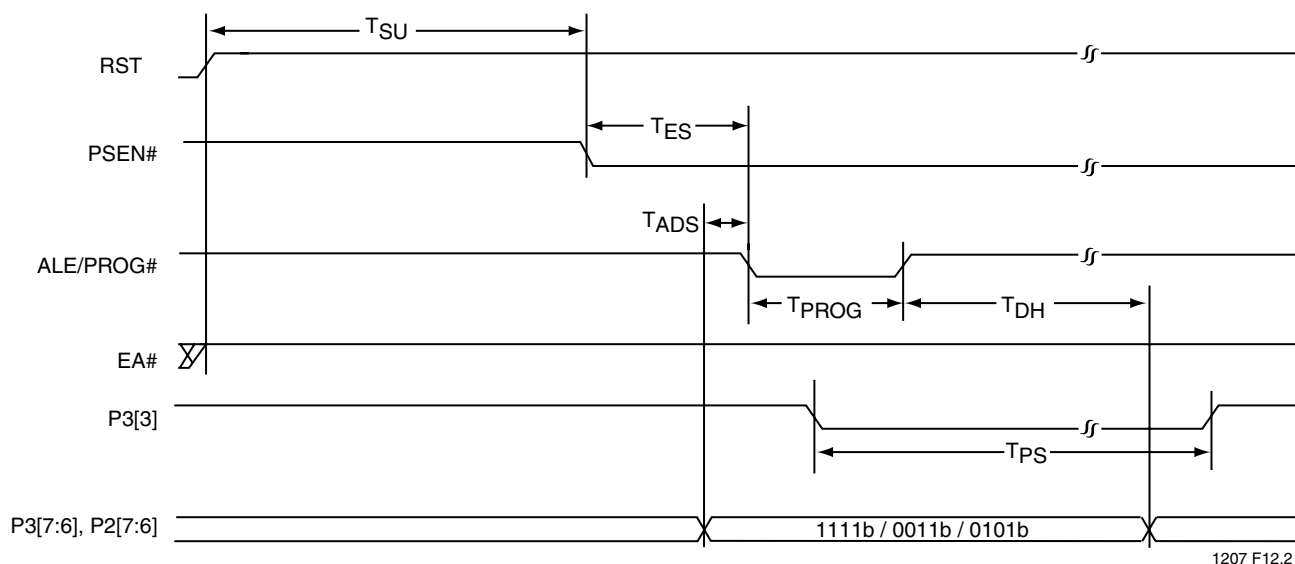 TSU
RST
TES
PSEN#
TADS
ALE/PROG#
TPROG
TDH
EA#
P3[3]
TPS
P3[7:6], P2[7:6]
1111b / 0011b / 0101b
1207 F12.2